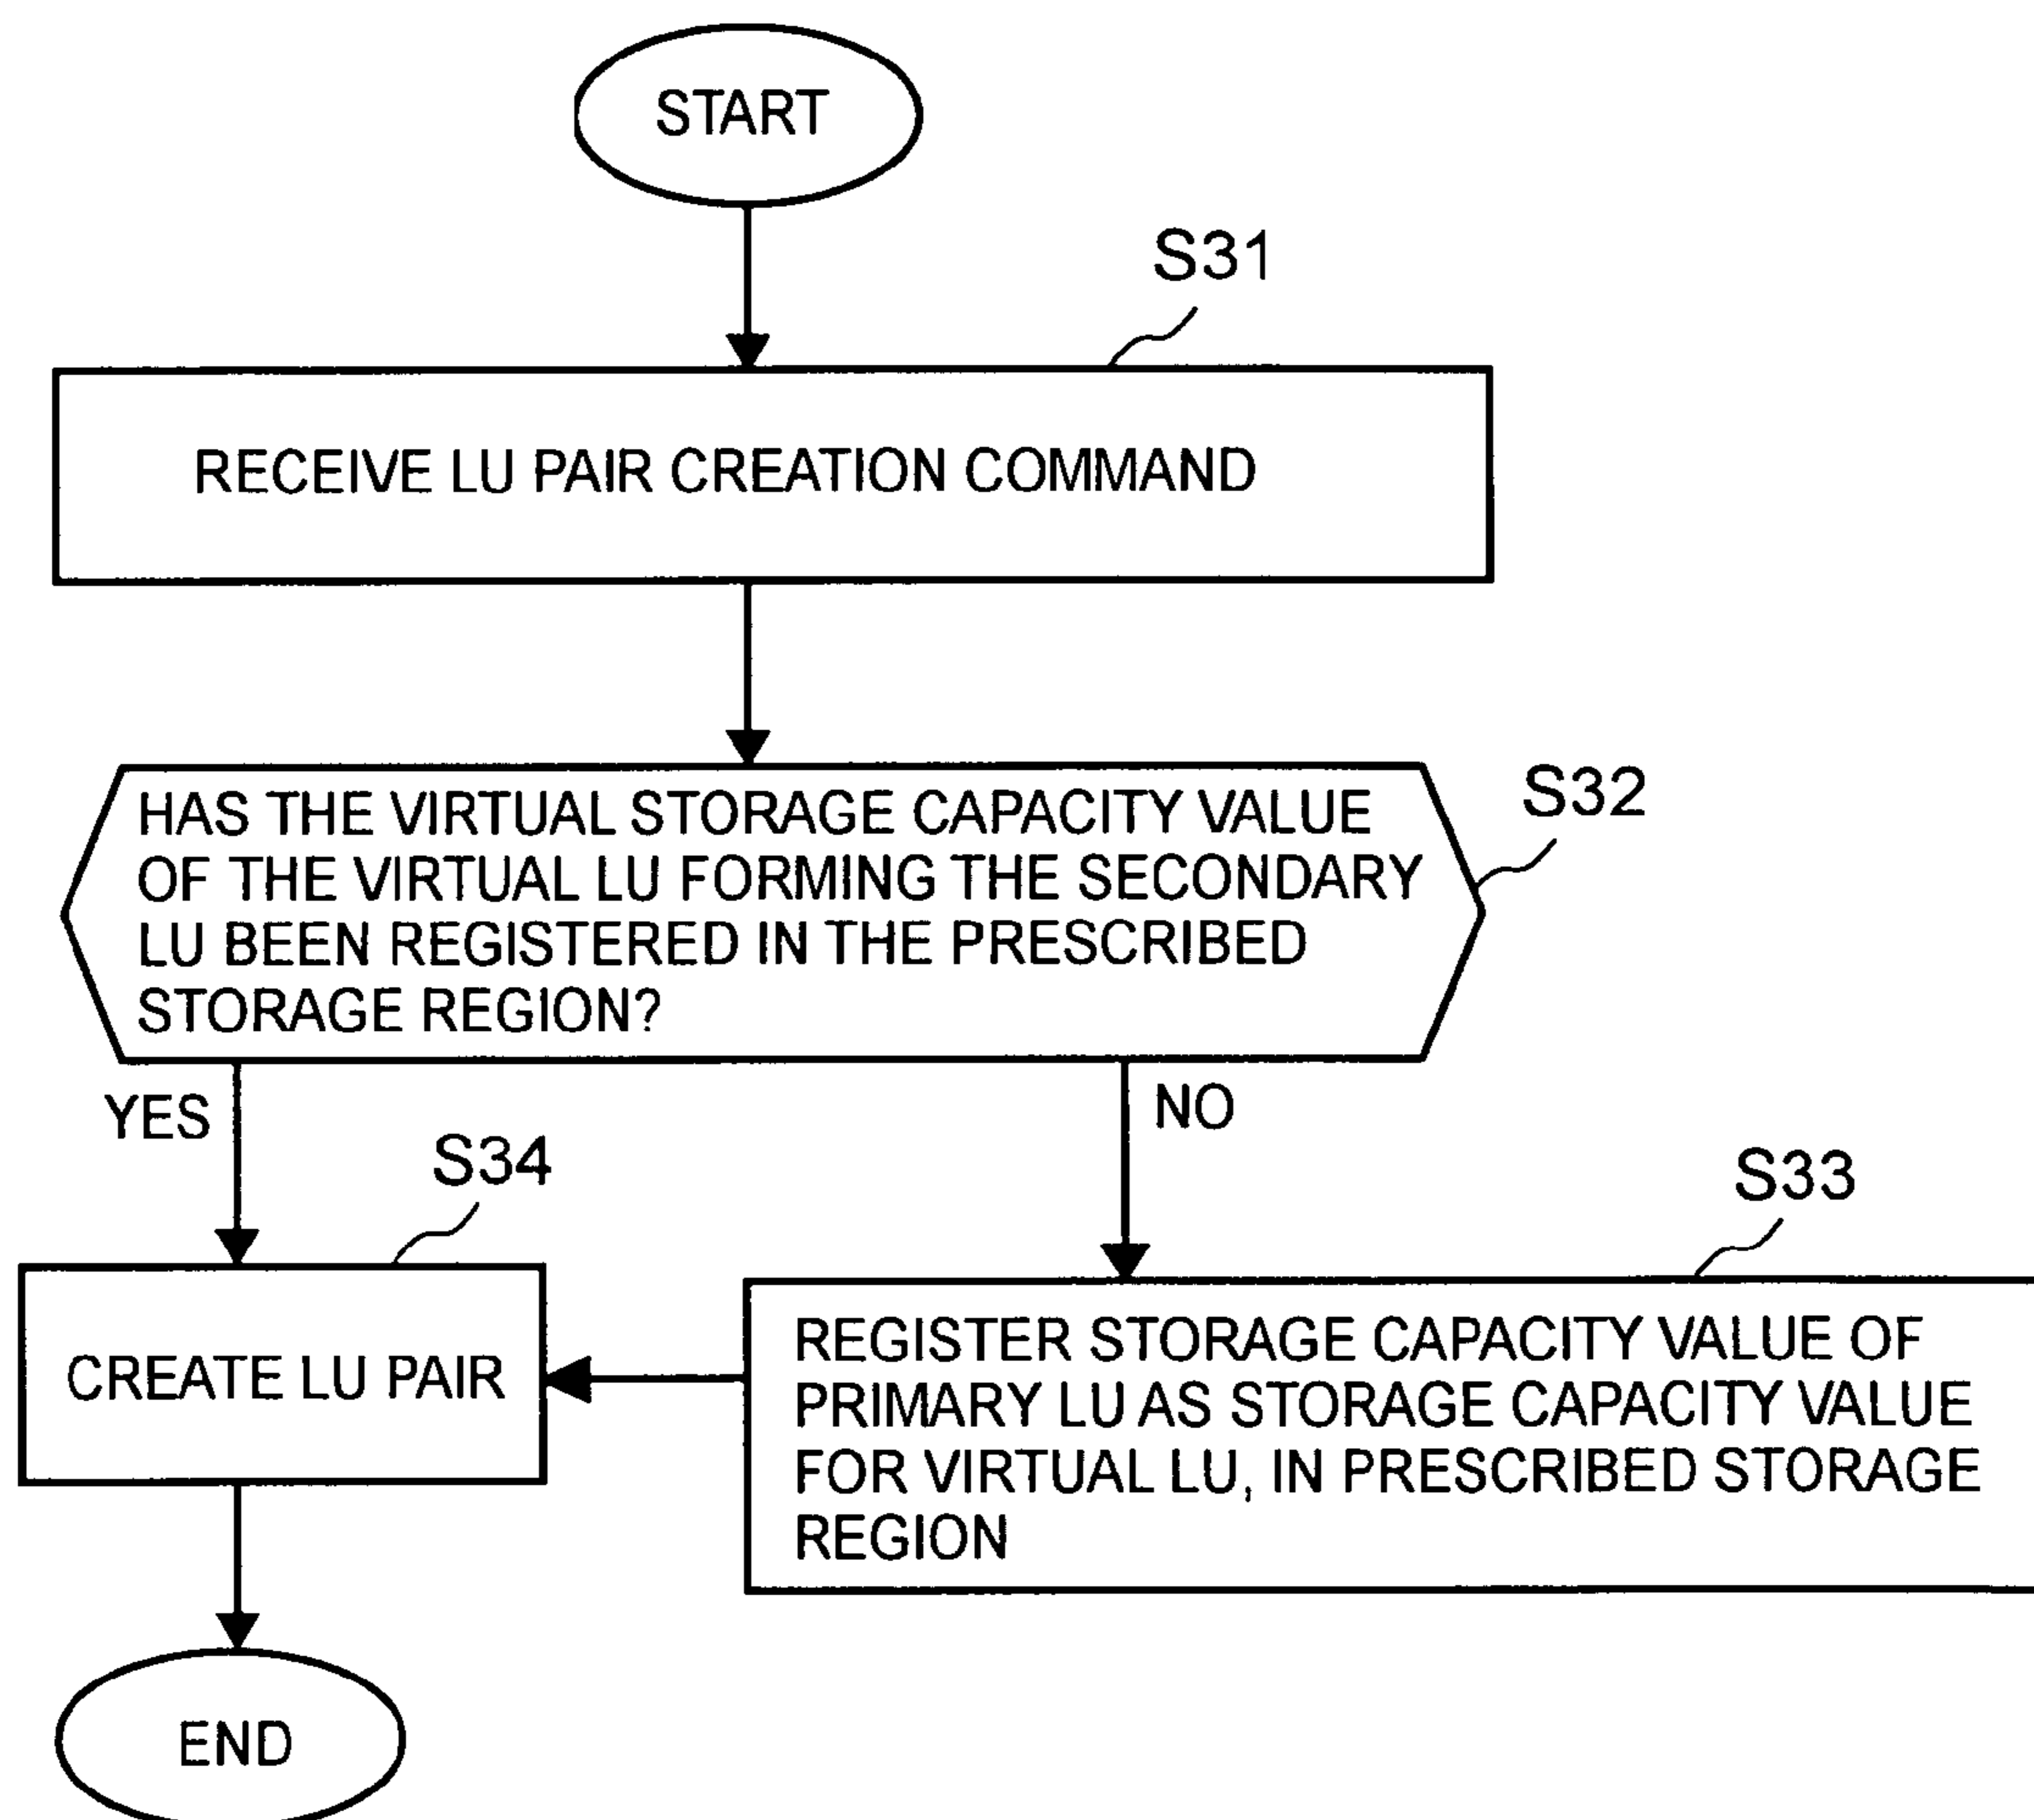 START
S31
RECEIVE LU PAIR CREATION COMMAND
S32
HAS THE VIRTUAL STORAGE CAPACITY VALUE
OF THE VIRTUAL LU FORMING THE SECONDARY
LU BEEN REGISTERED IN THE PRESCRIBED
STORAGE REGION?
YES
NO
S34
S33
CREATE LU PAIR
REGISTER STORAGE CAPACITY VALUE OF
PRIMARY LU AS STORAGE CAPACITY VALUE
FOR VIRTUAL LU, IN PRESCRIBED STORAGE
REGION
END